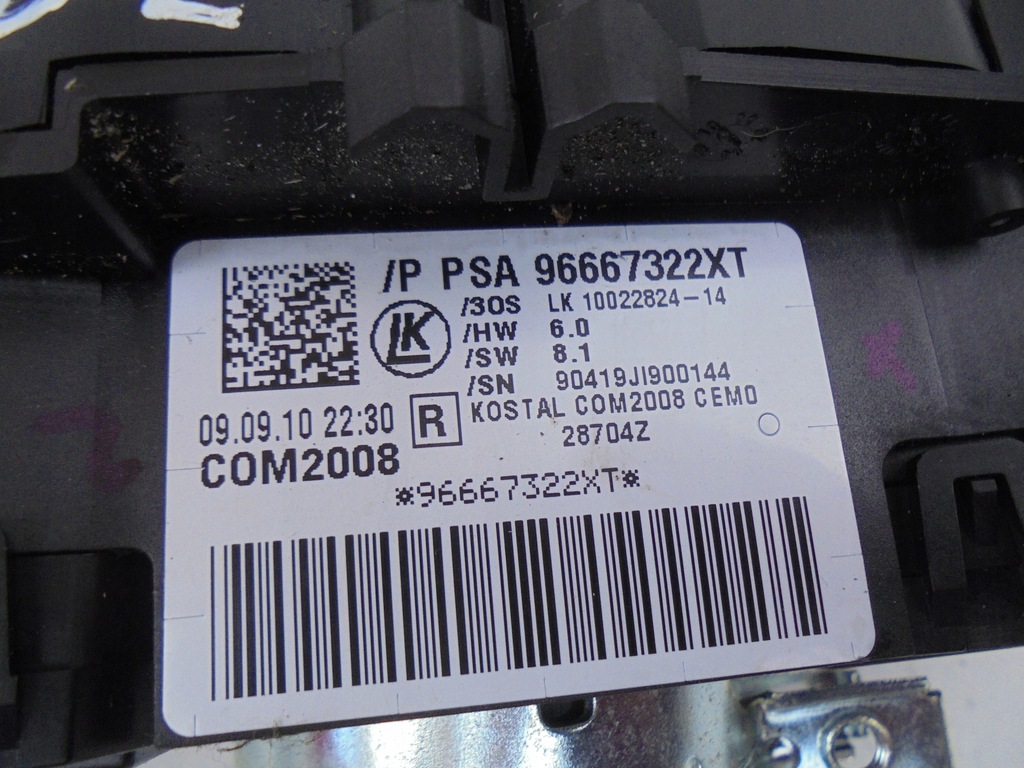 /P PSA 96667322XT
/3OS LK 10022824-14
LK
/HW 6.0
/SW 8.1
/SN 90419JI900144
09.09.10 22:30
R
KOSTAL COM2008 CEM0
28704Z
COM2008
*96667322XT*